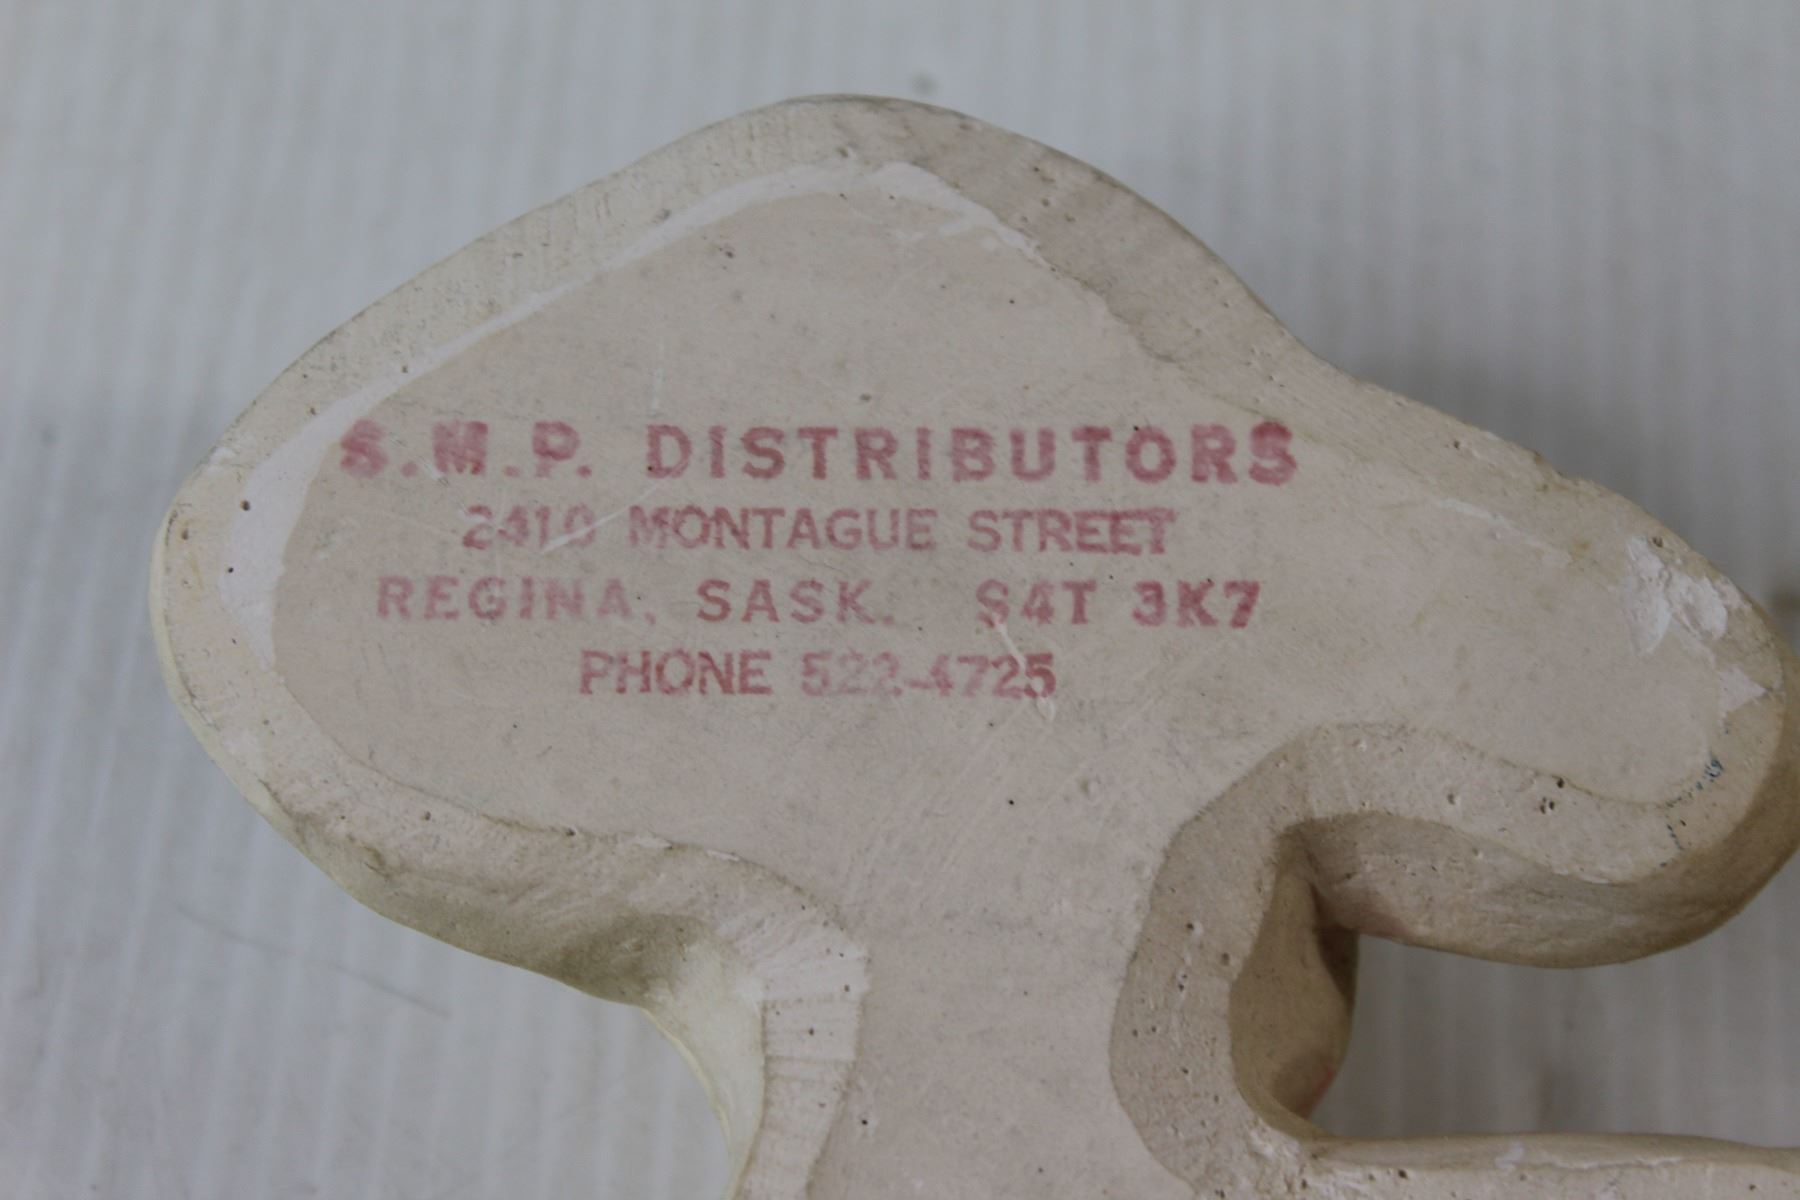 S.M.P. DISTRIBUTORS
2410 MONTAGUE STREET
REGINA, SASK. S4T 3K7
PHONE 522-4725